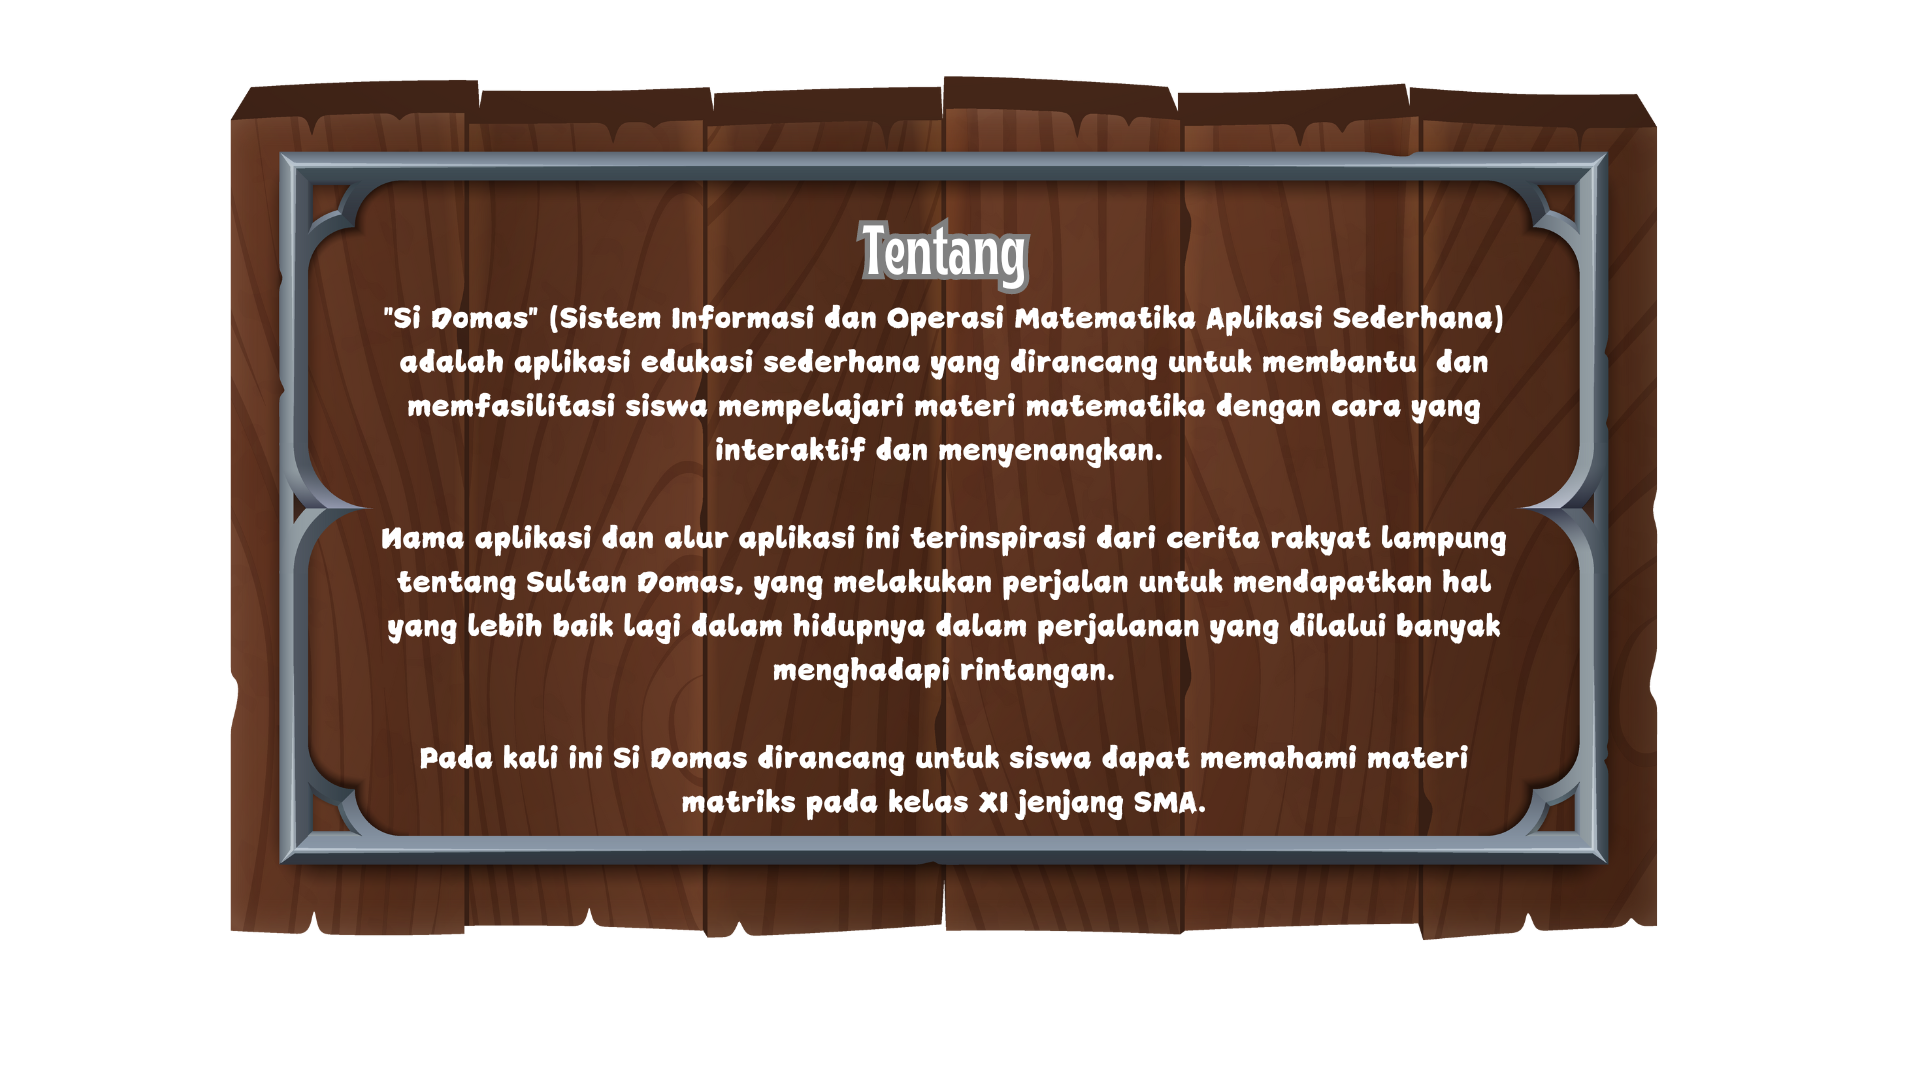 Tentang
"Si Domas" (Sistem Informasi dan Operasi Matematika Aplikasi Sederhana)
adalah aplikasi edukasi sederhana yang dirancang untuk membantu  dan
memfasilitasi siswa mempelajari materi matematika dengan cara yang
interaktif dan menyenangkan.
Nama aplikasi dan alur aplikasi ini terinspirasi dari cerita rakyat lampung
tentang Sultan Domas, yang melakukan perjalan untuk mendapatkan hal
yang lebih baik lagi dalam hidupnya dalam perjalanan yang dilalui banyak
menghadapi rintangan.
Pada kali ini Si Domas dirancang untuk siswa dapat memahami materi
matriks pada kelas XI jenjang SMA.